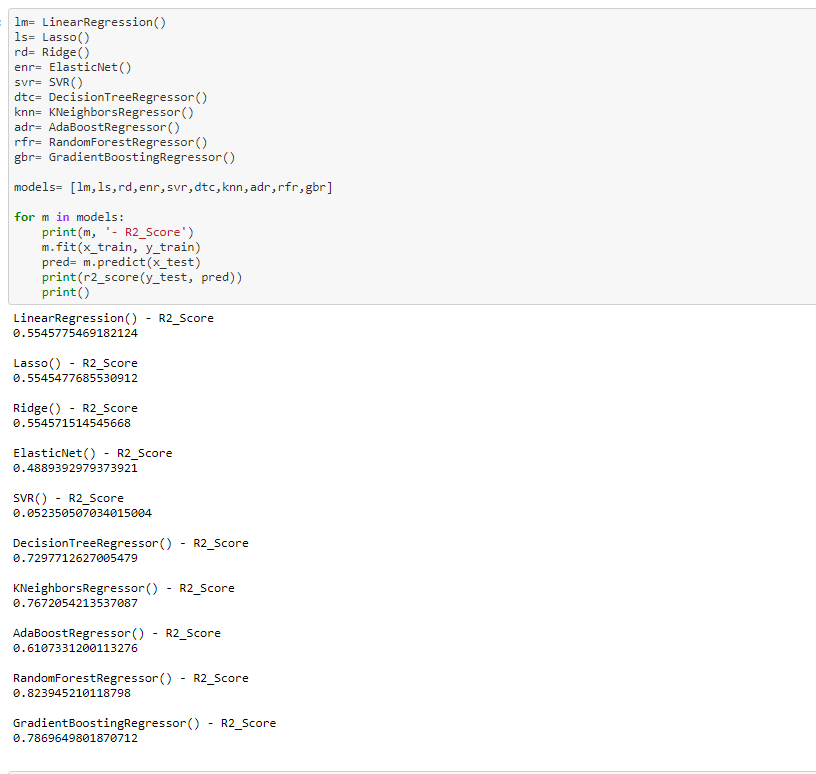 lm= LinearRegression()
ls= Lasso()
rd= Ridge()
enr= ElasticNet()
svr= SVR()
dtc= DecisionTreeRegressor()
knn= KNeighborsRegressor()
adr= AdaBoostRegressor()
rfr= RandomForestRegressor()
gbr= GradientBoostingRegressor()

models= [lm,ls,rd,enr,svr,dtc,knn,adr,rfr,gbr]

for m in models:
    print(m, '- R2_Score')
    m.fit(x_train, y_train)
    pred= m.predict(x_test)
    print(r2_score(y_test, pred))
    print()

LinearRegression() - R2_Score
0.5545775469182124

Lasso() - R2_Score
0.5545477685530912

Ridge() - R2_Score
0.554571514545668

ElasticNet() - R2_Score
0.4889392979373921

SVR() - R2_Score
0.052350507034015004

DecisionTreeRegressor() - R2_Score
0.7297712627005479

KNeighborsRegressor() - R2_Score
0.7672054213537087

AdaBoostRegressor() - R2_Score
0.6107331200113276

RandomForestRegressor() - R2_Score
0.823945210118798

GradientBoostingRegressor() - R2_Score
0.7869649801870712